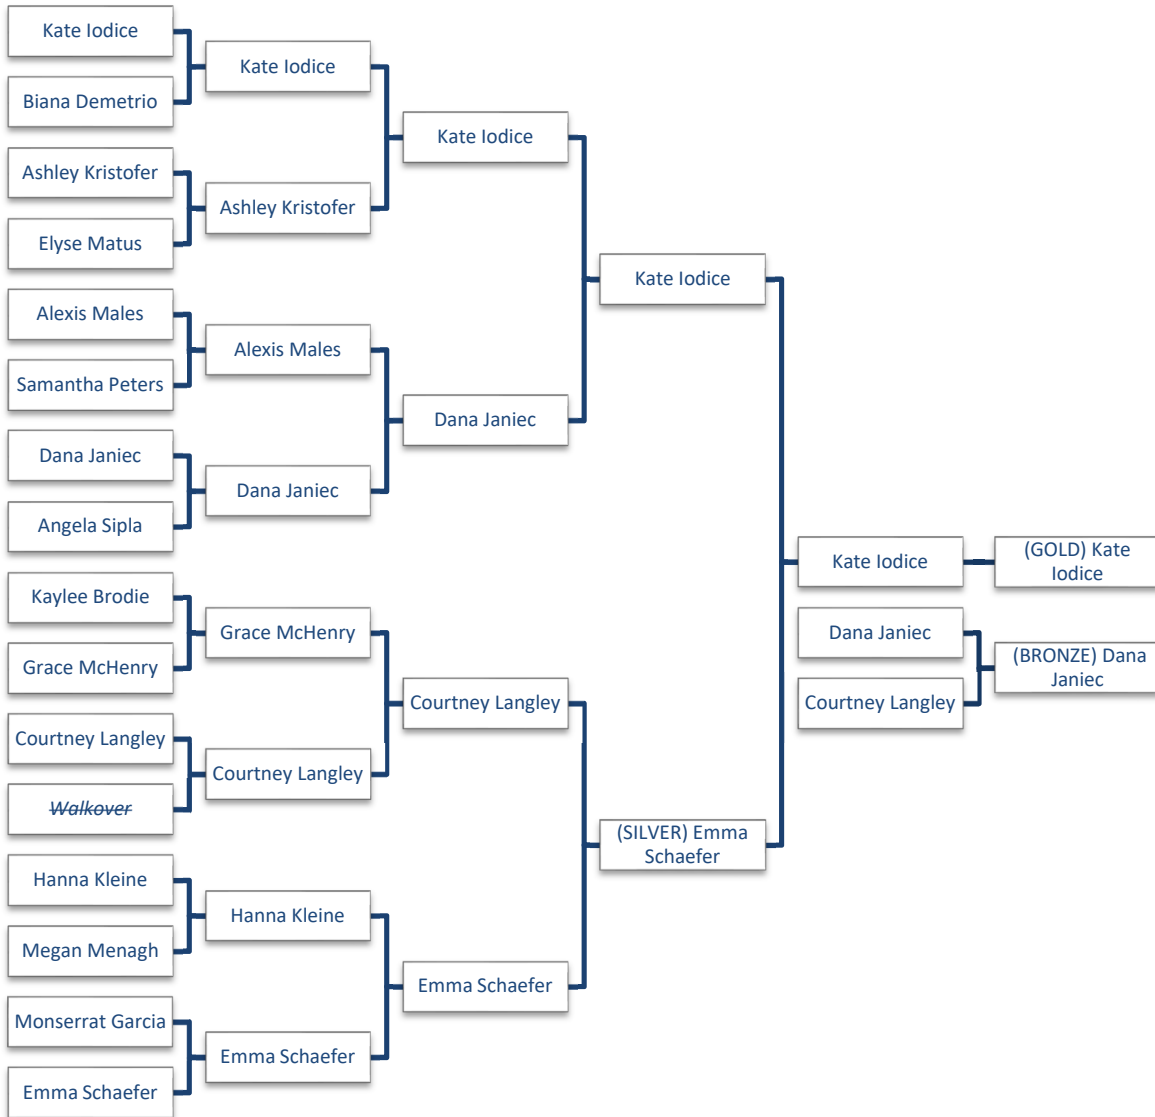 Kate Iodice
Biana Demetrio
Ashley Kristofer
Elyse Matus
Alexis Males
Samantha Peters
Dana Janiec
Angela Sipla
Kaylee Brodie
Grace McHenry
Courtney Langley
Walkover
Hanna Kleine
Megan Menagh
Monserrat Garcia
Emma Schaefer
Kate Iodice
Ashley Kristofer
Alexis Males
Dana Janiec
Grace McHenry
Courtney Langley
Hanna Kleine
Emma Schaefer
Kate Iodice
Dana Janiec
Courtney Langley
Emma Schaefer
Kate Iodice
(SILVER) Emma
Schaefer
Kate Iodice
Dana Janiec
Courtney Langley
(GOLD) Kate
Iodice
(BRONZE) Dana
Janiec